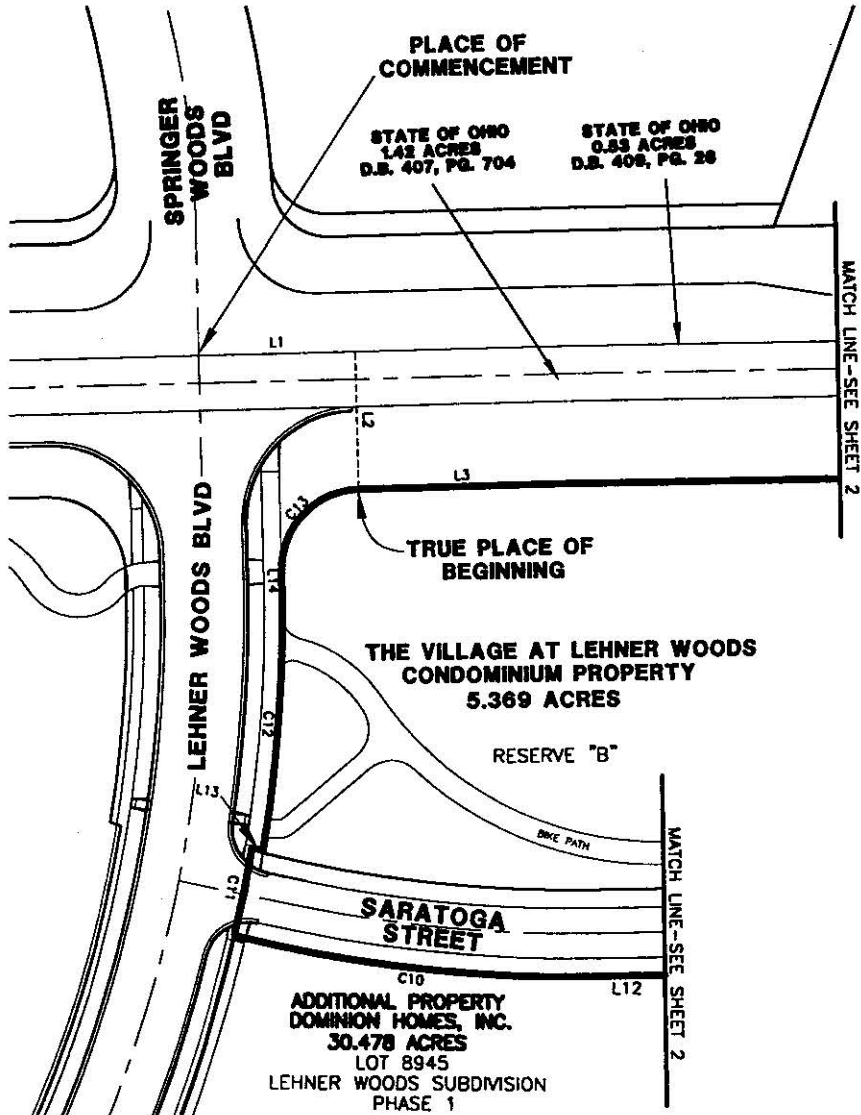 PLACE OF
COMMENCEMENT
SPRINGER
WOODS
BLVD
STATE OF OHIO
1.42 ACRES
D.B. 407, PG. 704
STATE OF OHIO
0.53 ACRES
D.B. 409, PG. 26
MATCH LINE-SEE SHEET 2
L1
L2
L3
C13
TRUE PLACE OF
BEGINNING
L14
LEHNER WOODS BLVD
THE VILLAGE AT LEHNER WOODS
CONDOMINIUM PROPERTY
5.369 ACRES
C12
RESERVE "B"
L13
BIKE PATH
MATCH LINE-SEE SHEET 2
C11
SARATOGA
STREET
C10
L12
ADDITIONAL PROPERTY
DOMINION HOMES, INC.
30.478 ACRES
LOT 8945
LEHNER WOODS SUBDIVISION
PHASE 1